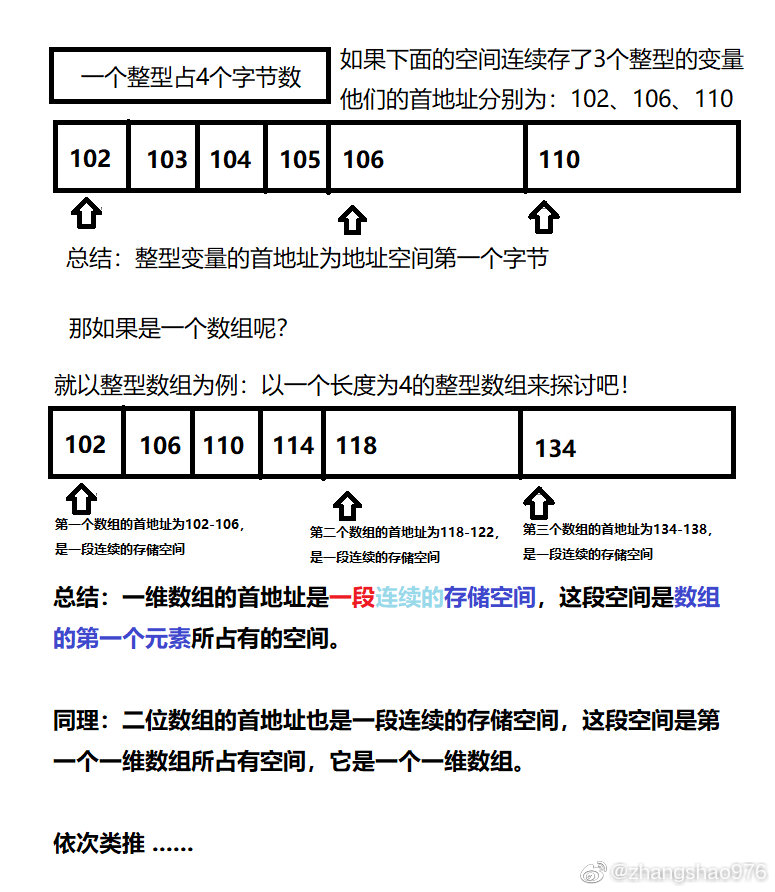 一个整型占4个字节数
如果下面的空间连续存了3个整型的变量
他们的首地址分别为：102、106、110
102 103 104 105 106 110
总结：整型变量的首地址为地址空间第一个字节
那如果是一个数组呢？
就以整型数组为例：以一个长度为4的整型数组来探讨吧！
102 106 110 114 118 134
第一个数组的首地址为102-106，
是一段连续的存储空间
第二个数组的首地址为118-122，
是一段连续的存储空间
第三个数组的首地址为134-138，
是一段连续的存储空间
总结：一维数组的首地址是一段连续的存储空间，这段空间是数组
的第一个元素所占有的空间。
同理：二位数组的首地址也是一段连续的存储空间，这段空间是第
一个一维数组所占有空间，它是一个一维数组。
依次类推 ......
@zhangshao976